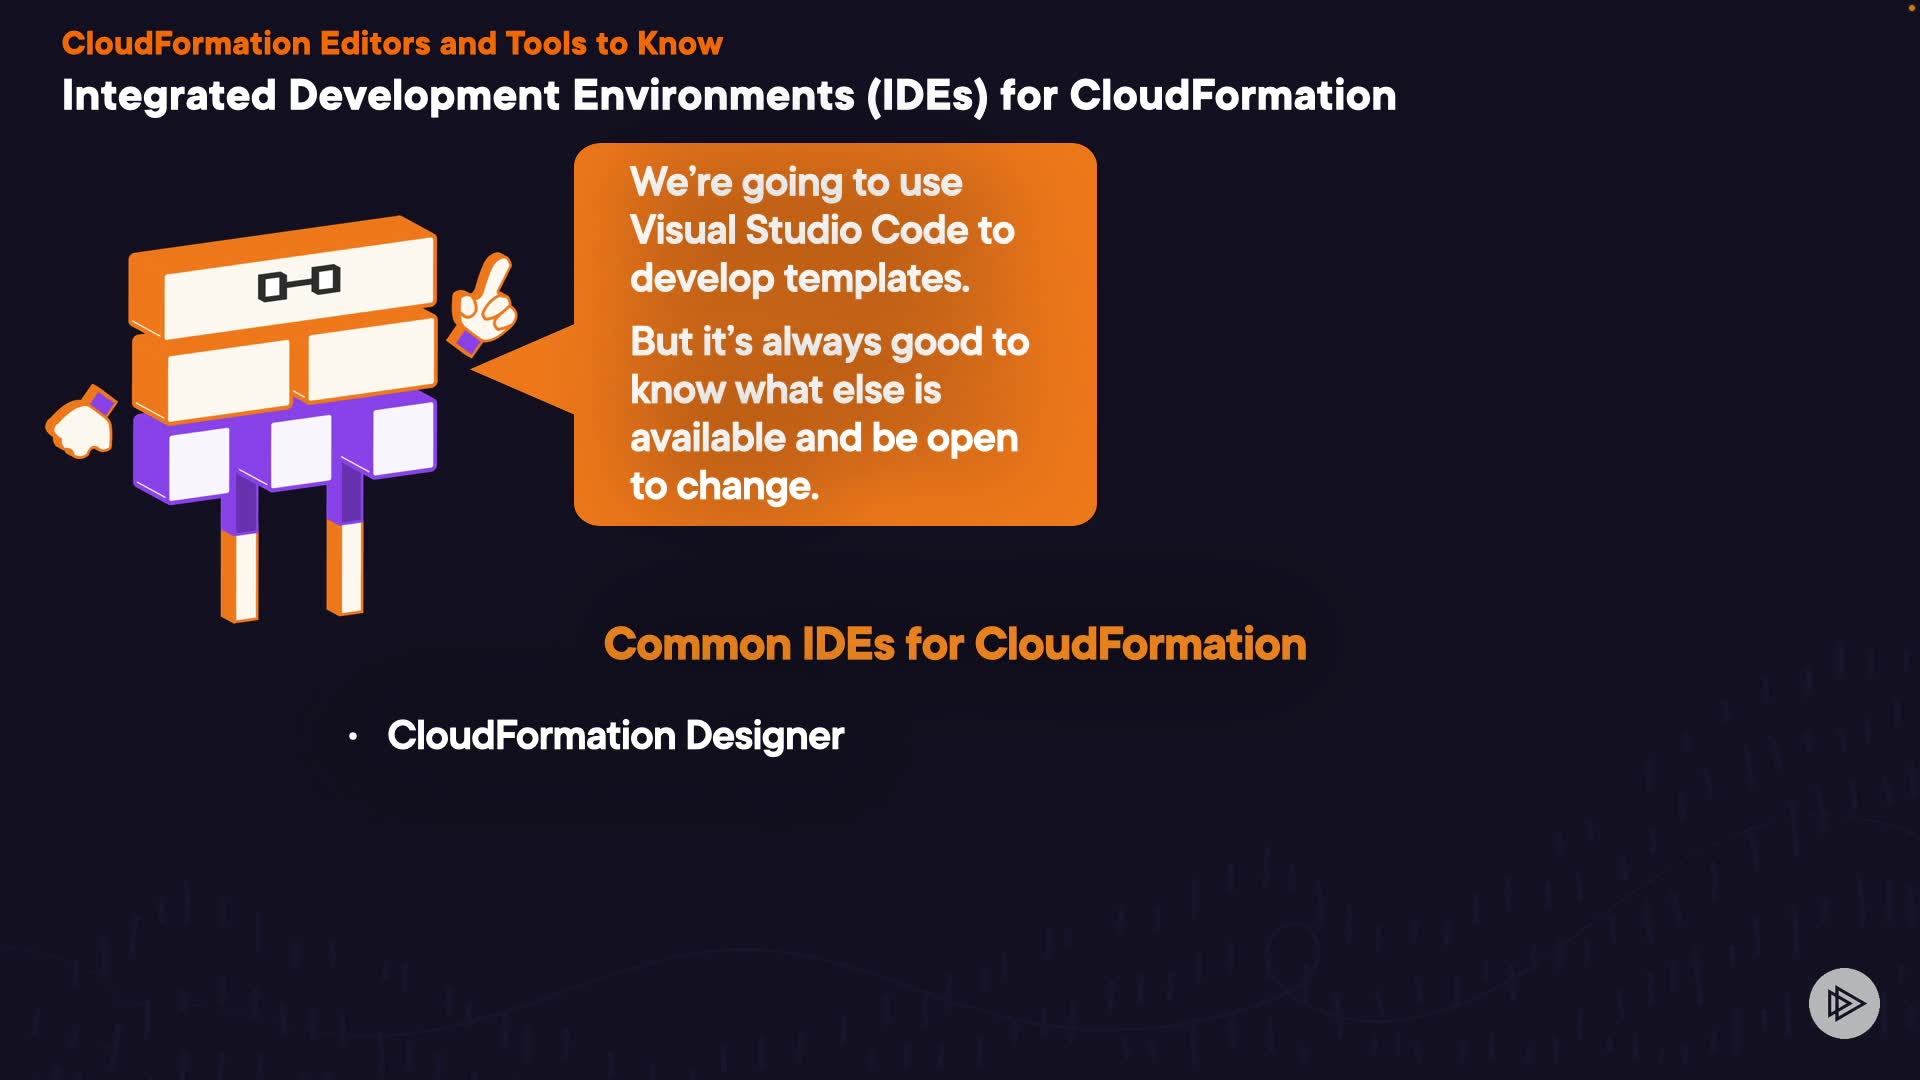 CloudFormation Editors and Tools to Know
Integrated Development Environments (IDEs) for CloudFormation
We're going to use
Visual Studio Code to
develop templates.
But it's always good to
know what else is
available and be open
to change.
Common IDEs for CloudFormation
• CloudFormation Designer